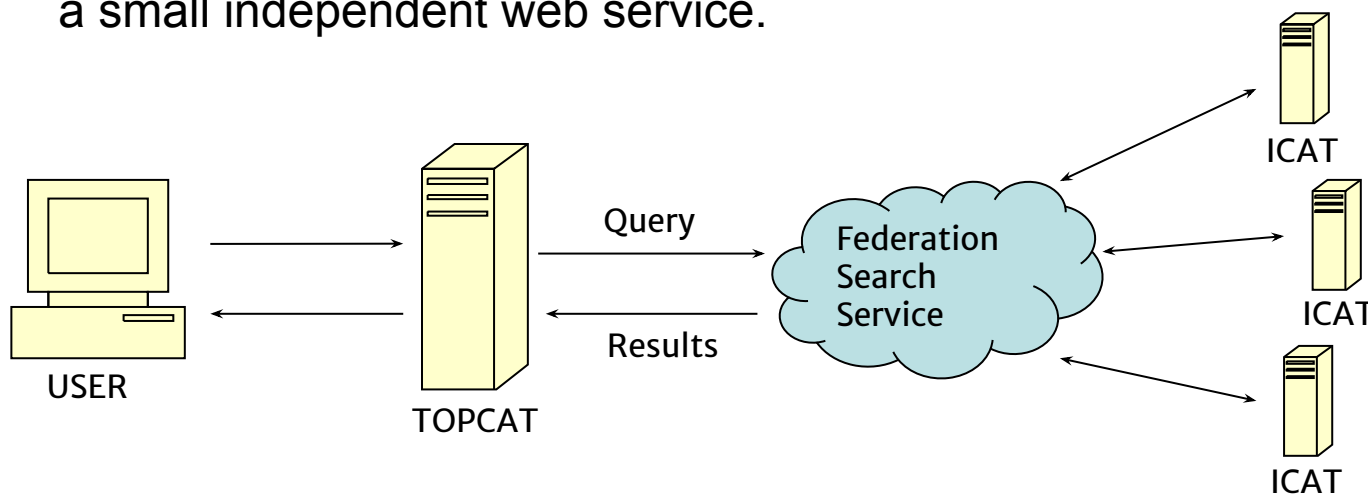 a small independent web service.
ICAT
Query
Federation
Search
Service
ICAT
Results
USER
TOPCAT
ICAT